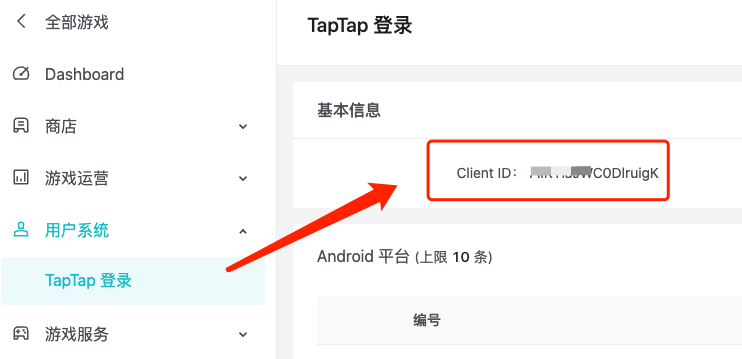 全部游戏
Dashboard
商店
游戏运营
用户系统
TapTap 登录
游戏服务
TapTap 登录
基本信息
Client ID：
Android 平台 (上限 10 条)
编号